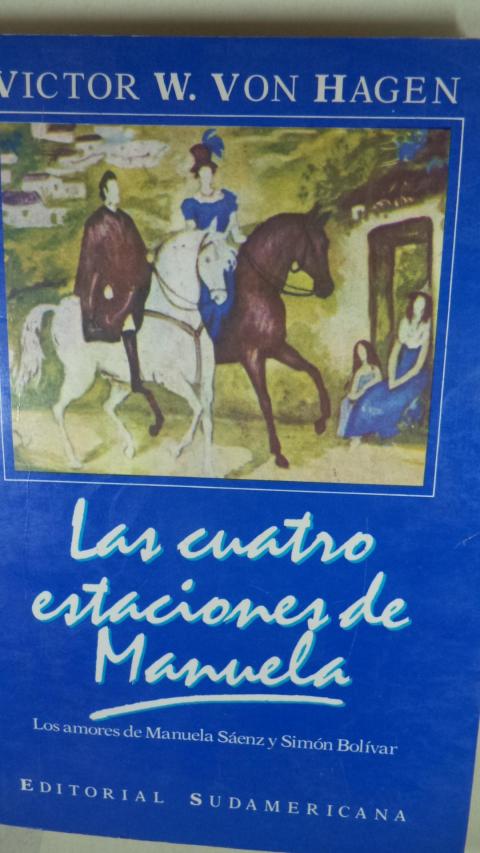 VICTOR W. VON HAGEN
Las cuatro
estaciones de
Manuela
Los amores de Manuela Sáenz y Simón Bolívar
EDITORIAL SUDAMERICANA